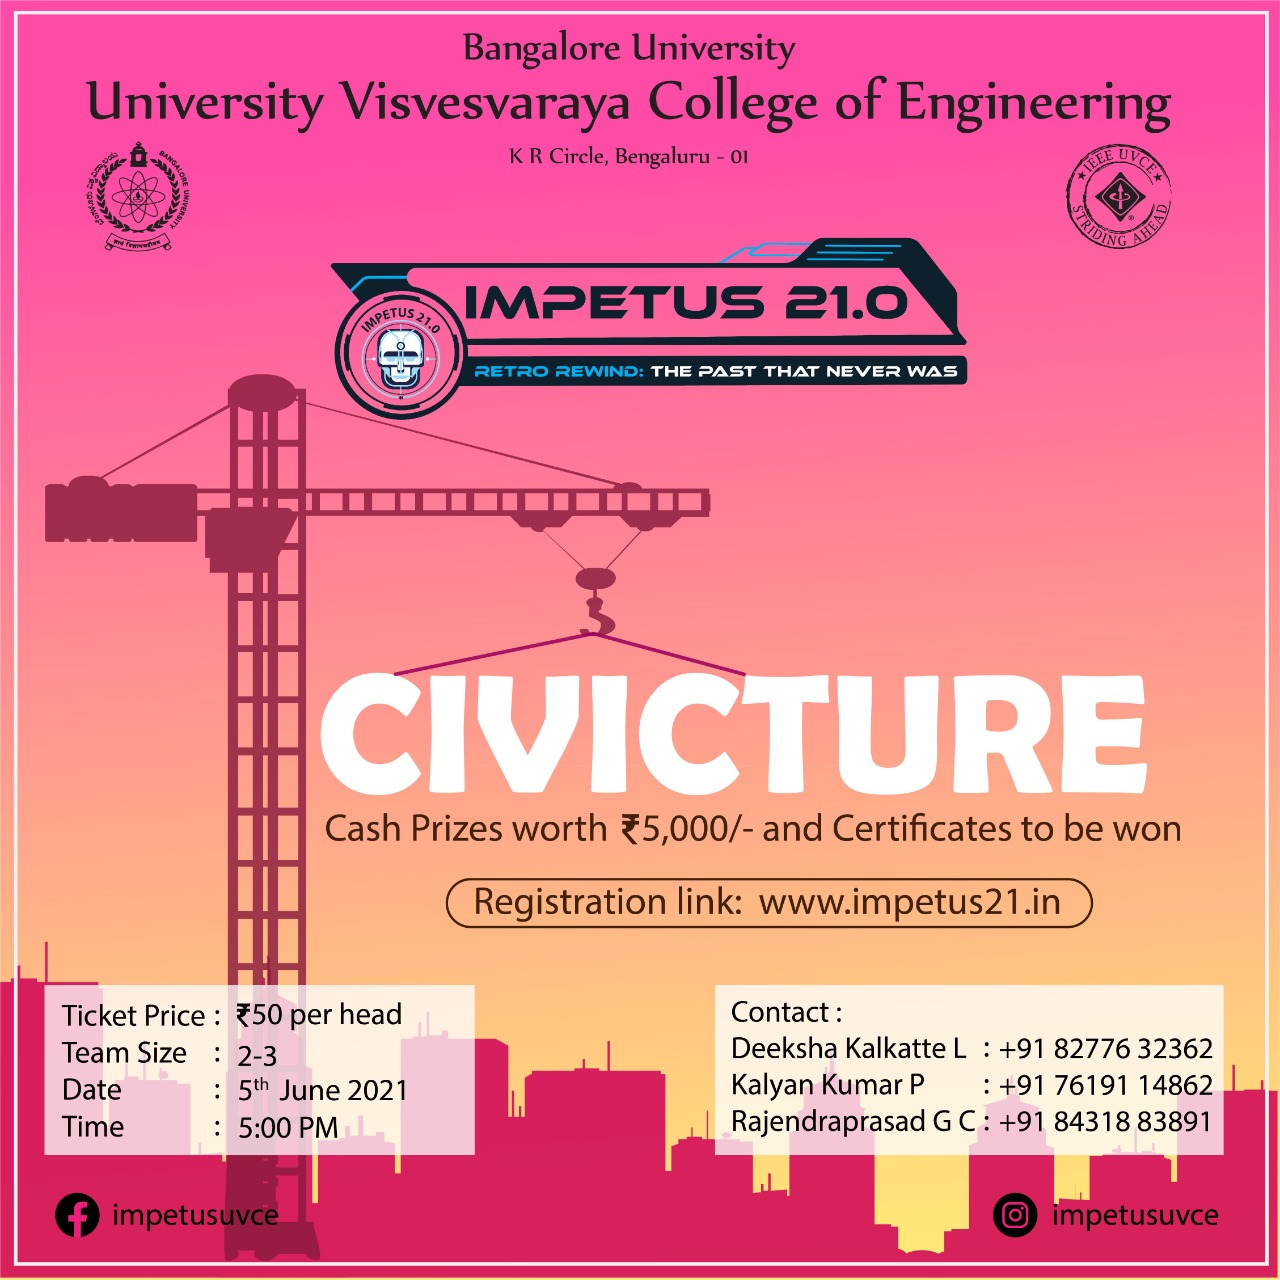 Bangalore University
University Visvesvaraya College of Engineering
K R Circle, Bengaluru - 01
BANGALORE UNIVERSITY
IEEE UVCE
STRIDING AHEAD
IMPETUS 21.0
IMPETUS 21.0
RETRO REWIND: THE PAST THAT NEVER WAS
CIVICTURE
Cash Prizes worth ₹5,000/- and Certificates to be won
Registration link: www.impetus21.in
Ticket Price : ₹50 per head
Team Size : 2-3
Date : 5th June 2021
Time : 5:00 PM
Contact :
Deeksha Kalkatte L : +91 82776 32362
Kalyan Kumar P : +91 76191 14862
Rajendraprasad G C : +91 84318 83891
impetusuvce
impetusuvce